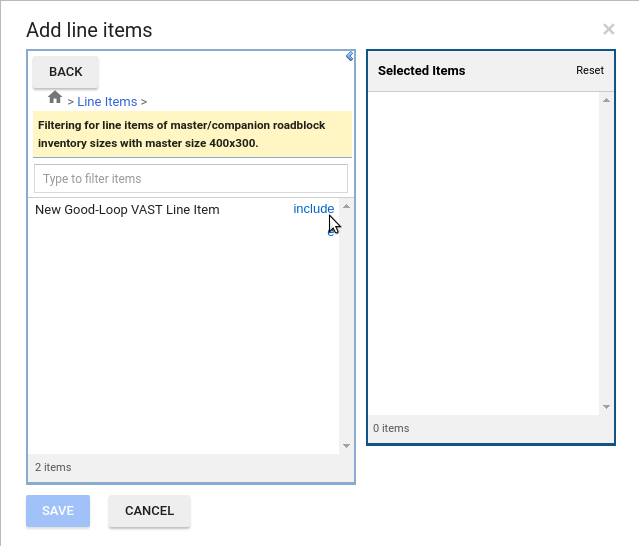 Add line items
×
BACK
> Line Items >
Filtering for line items of master/companion roadblock
inventory sizes with master size 400x300.
Type to filter items
New Good-Loop VAST Line Item include
2 items
Selected Items Reset
0 items
SAVE CANCEL